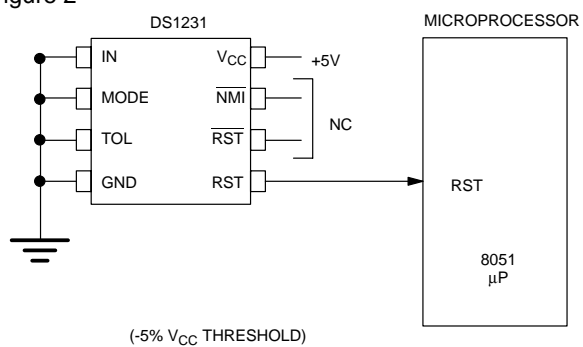 Figure 2
DS1231
MICROPROCESSOR
IN
VCC
+5V
MODE
NMI
NC
TOL
RST
GND
RST
RST
8051
µP
(-5% VCC THRESHOLD)